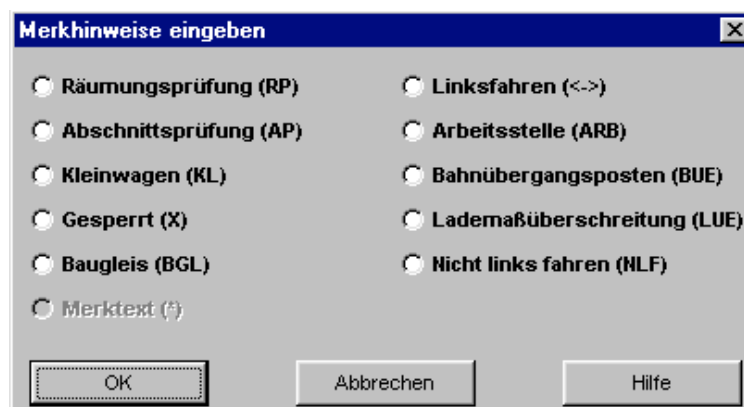 Merkhinweise eingeben
Räumungsprüfung (RP)
Abschnittsprüfung (AP)
Kleinwagen (KL)
Gesperrt (X)
Baugleis (BGL)
Merktext (*)
Linksfahren (<->)
Arbeitsstelle (ARB)
Bahnübergangsposten (BUE)
Lademaßüberschreitung (LUE)
Nicht links fahren (NLF)
OK
Abbrechen
Hilfe